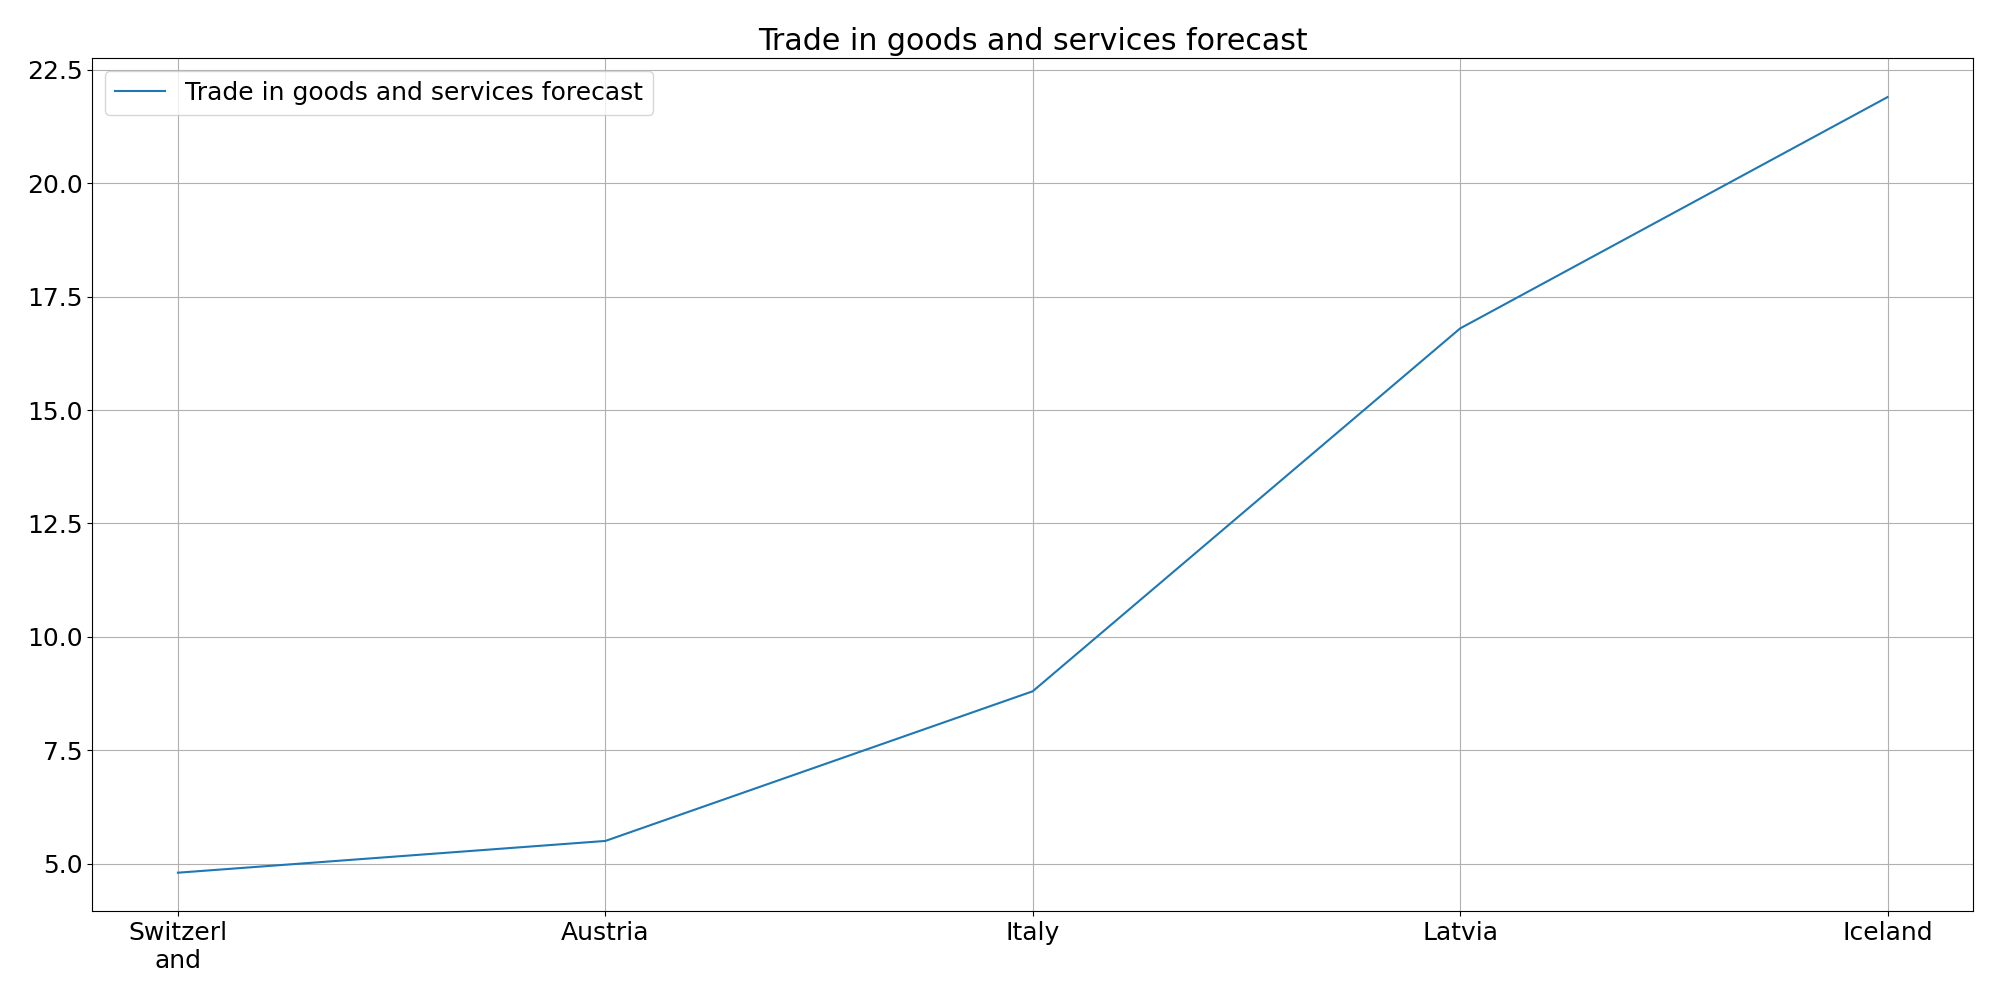 Trade in goods and services forecast
22.5
Trade in goods and services forecast
20.0
17.5
15.0
12.5
10.0
7.5
5.0
Switzerl
and
Austria
Italy
Latvia
Iceland